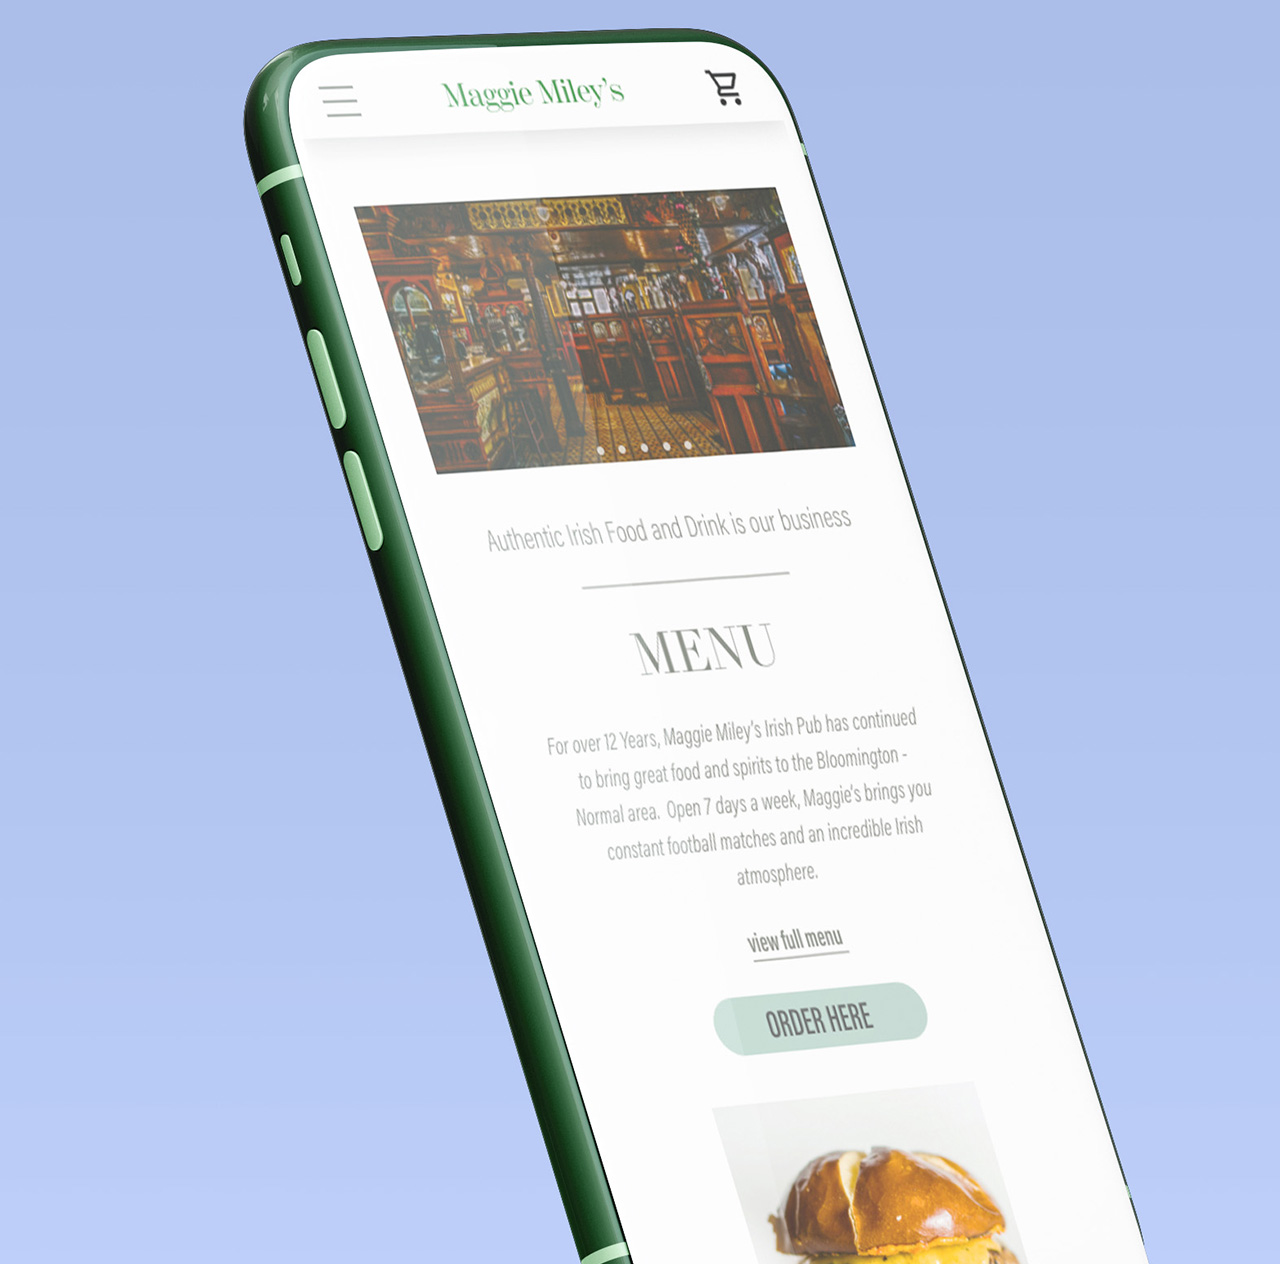 Maggie Miley's
Authentic Irish Food and Drink is our business
MENU
For over 12 Years, Maggie Miley's Irish Pub has continued
to bring great food and spirits to the Bloomington -
Normal area.  Open 7 days a week, Maggie's brings you
constant football matches and an incredible Irish
atmosphere.
view full menu
ORDER HERE